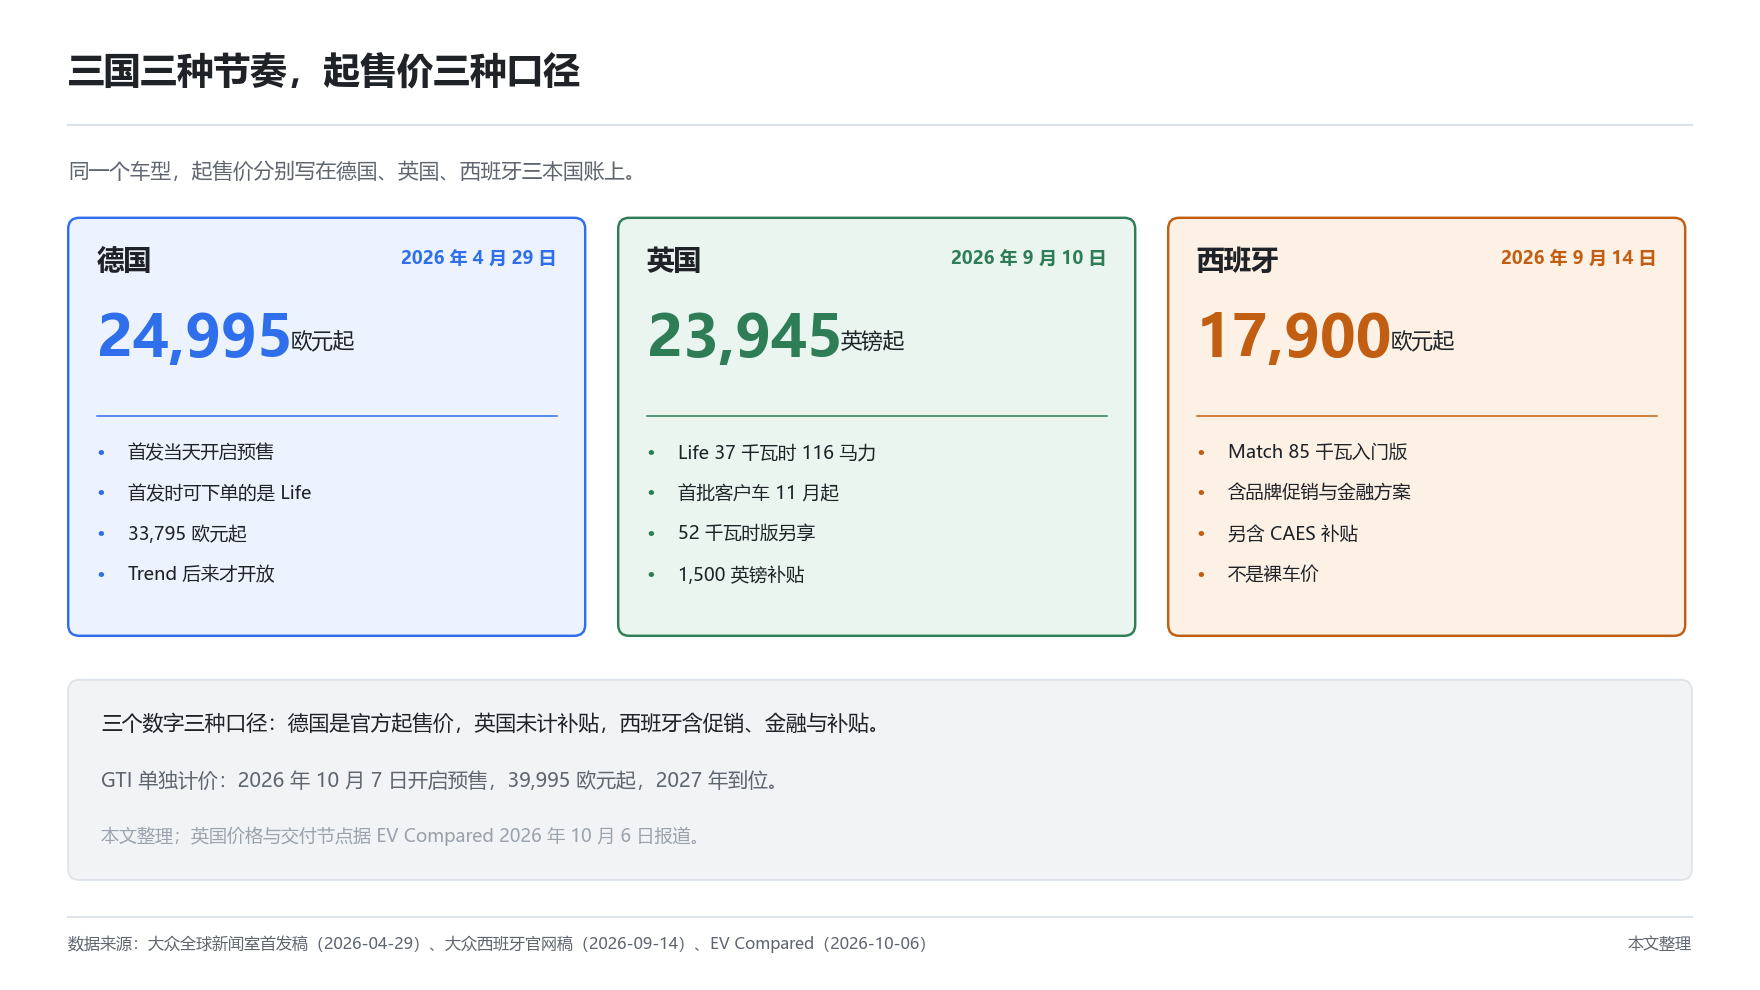 三国三种节奏，起售价三种口径
同一个车型，起售价分别写在德国、英国、西班牙三本国账上。
德国
2026 年 4 月 29 日
24,995欧元起
• 首发当天开启预售
• 首发时可下单的是 Life
• 33,795 欧元起
• Trend 后来才开放
英国
2026 年 9 月 10 日
23,945英镑起
• Life 37 千瓦时 116 马力
• 首批客户车 11 月起
• 52 千瓦时版另享
• 1,500 英镑补贴
西班牙
2026 年 9 月 14 日
17,900欧元起
• Match 85 千瓦入门版
• 含品牌促销与金融方案
• 另含 CAES 补贴
• 不是裸车价
三个数字三种口径：德国是官方起售价，英国未计补贴，西班牙含促销、金融与补贴。
GTI 单独计价：2026 年 10 月 7 日开启预售，39,995 欧元起，2027 年到位。
本文整理；英国价格与交付节点据 EV Compared 2026 年 10 月 6 日报道。
数据来源：大众全球新闻室首发稿（2026-04-29）、大众西班牙官网稿（2026-09-14）、EV Compared（2026-10-06）
本文整理